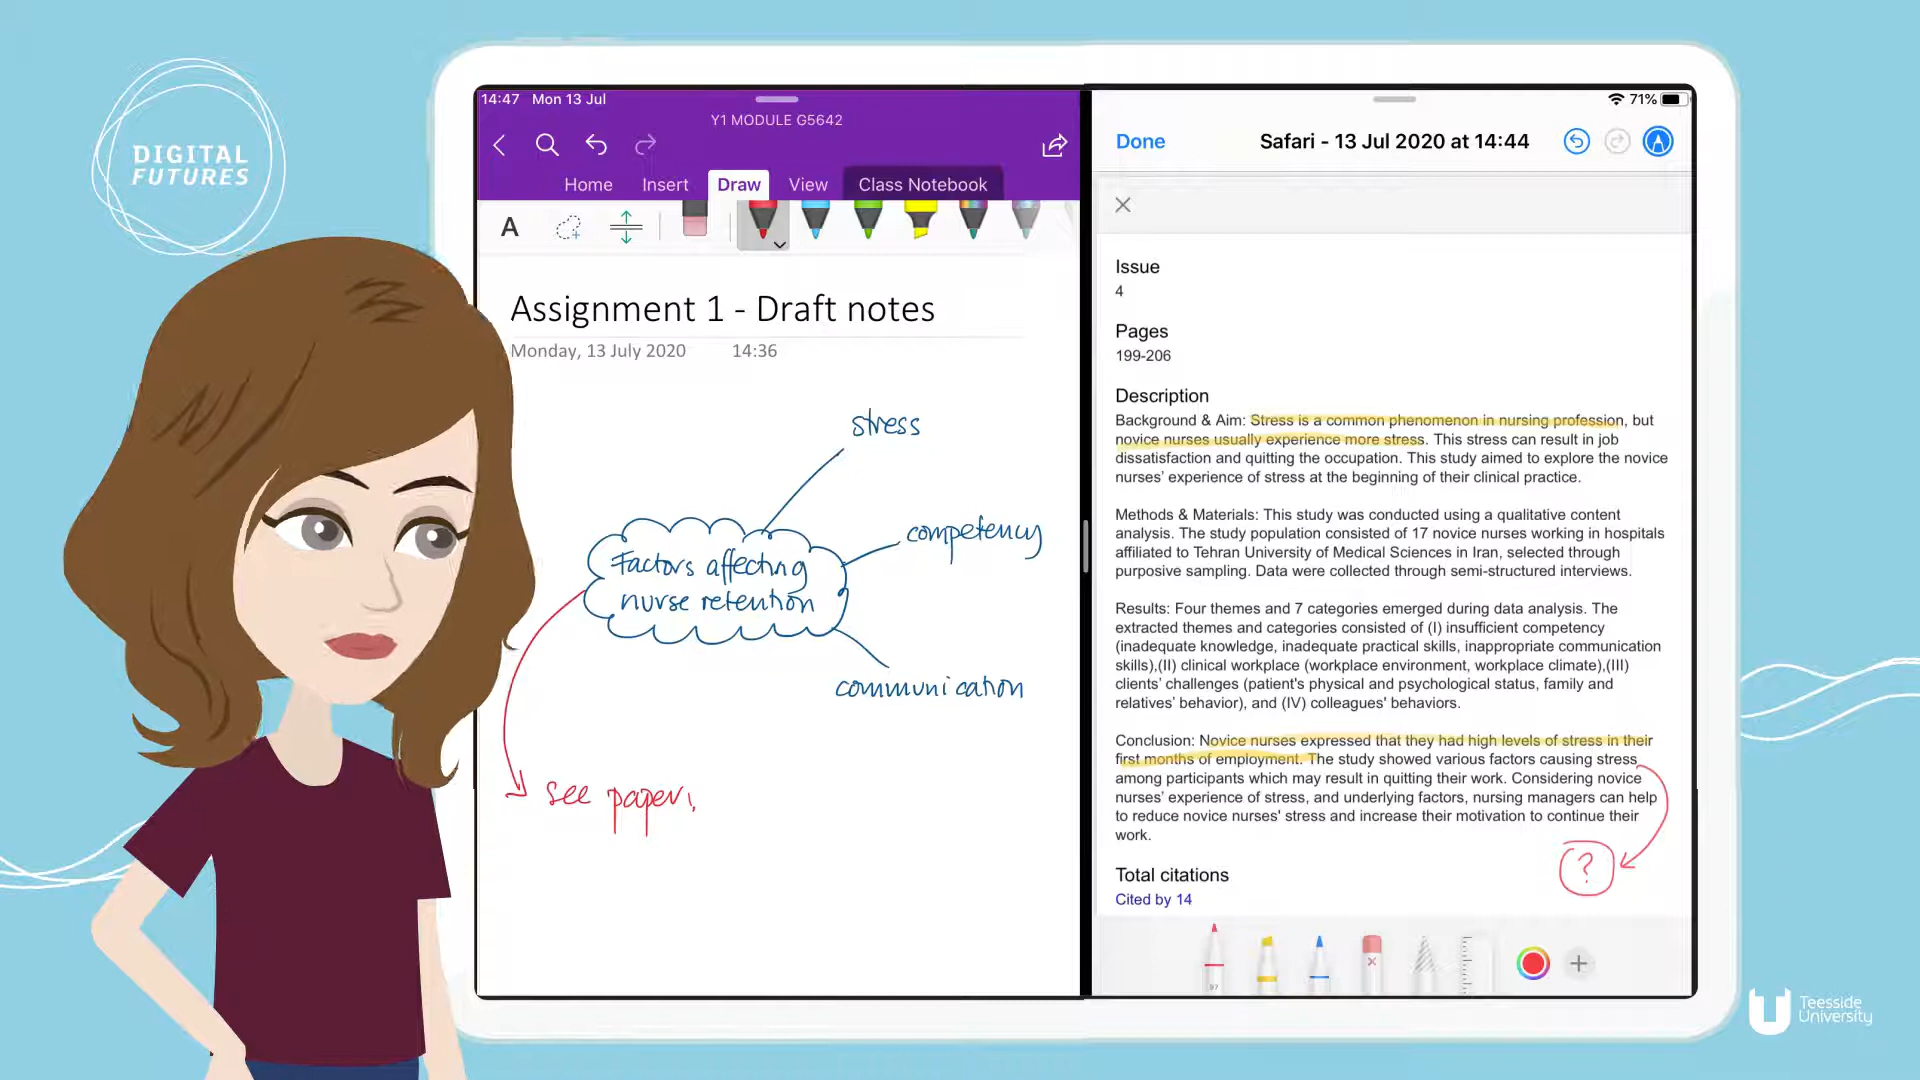 DIGITAL
FUTURES
14:47 Mon 13 Jul
Y1 MODULE G5642
Home Insert Draw View Class Notebook
A
Assignment 1 - Draft notes
Monday, 13 July 2020 14:36
stress
competency
Factors affecting
nurse retention
communication
see paper
71%
Done Safari - 13 Jul 2020 at 14:44
Issue
4
Pages
199-206
Description
Background & Aim: Stress is a common phenomenon in nursing profession, but
novice nurses usually experience more stress. This stress can result in job
dissatisfaction and quitting the occupation. This study aimed to explore the novice
nurses' experience of stress at the beginning of their clinical practice.
Methods & Materials: This study was conducted using a qualitative content
analysis. The study population consisted of 17 novice nurses working in hospitals
affiliated to Tehran University of Medical Sciences in Iran, selected through
purposive sampling. Data were collected through semi-structured interviews.
Results: Four themes and 7 categories emerged during data analysis. The
extracted themes and categories consisted of (I) insufficient competency
(inadequate knowledge, inadequate practical skills, inappropriate communication
skills),(II) clinical workplace (workplace environment, workplace climate),(III)
clients' challenges (patient's physical and psychological status, family and
relatives' behavior), and (IV) colleagues' behaviors.
Conclusion: Novice nurses expressed that they had high levels of stress in their
first months of employment. The study showed various factors causing stress
among participants which may result in quitting their work. Considering novice
nurses' experience of stress, and underlying factors, nursing managers can help
to reduce novice nurses' stress and increase their motivation to continue their
work.
?
Total citations
Cited by 14
97
Teesside
University